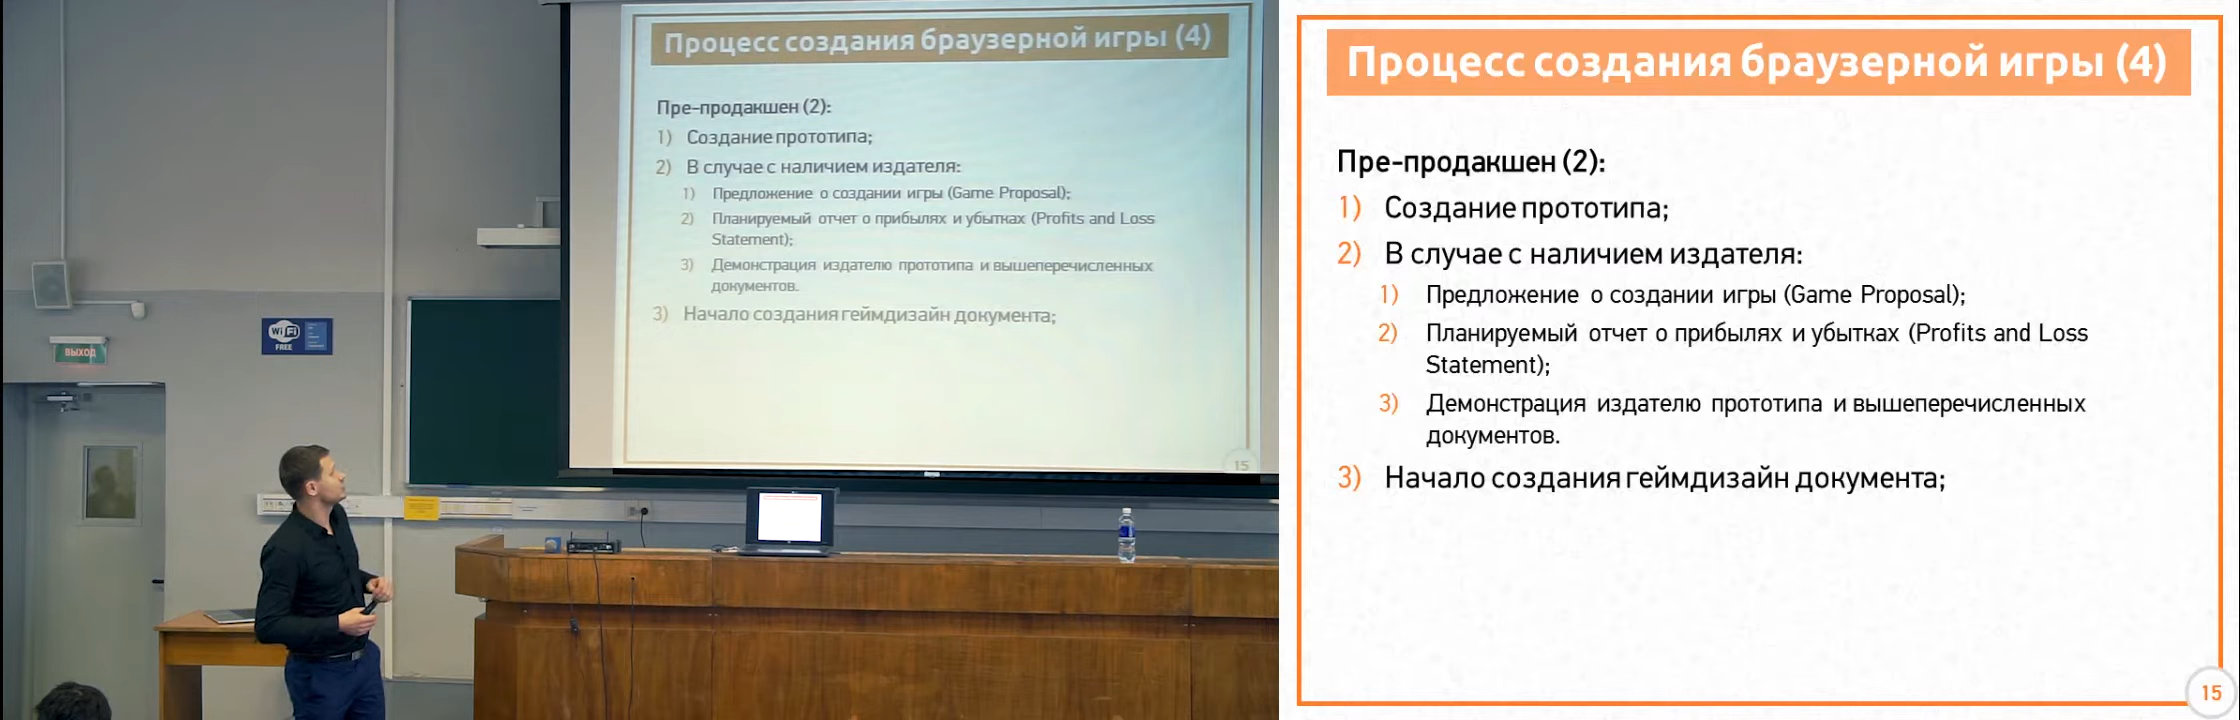 Процесс создания браузерной игры (4)
Пре-продакшен (2):
1) Создание прототипа;
2) В случае с наличием издателя:
1) Предложение о создании игры (Game Proposal);
2) Планируемый отчет о прибылях и убытках (Profits and Loss
Statement);
3) Демонстрация издателю прототипа и вышеперечисленных
документов.
3) Начало создания геймдизайн документа;
15
Wi Fi
FREE
ВЫХОД
Процесс создания браузерной игры (4)
Пре-продакшен (2):
1) Создание прототипа;
2) В случае с наличием издателя:
1) Предложение о создании игры (Game Proposal);
2) Планируемый отчет о прибылях и убытках (Profits and Loss
Statement);
3) Демонстрация издателю прототипа и вышеперечисленных
документов.
3) Начало создания геймдизайн документа;
15